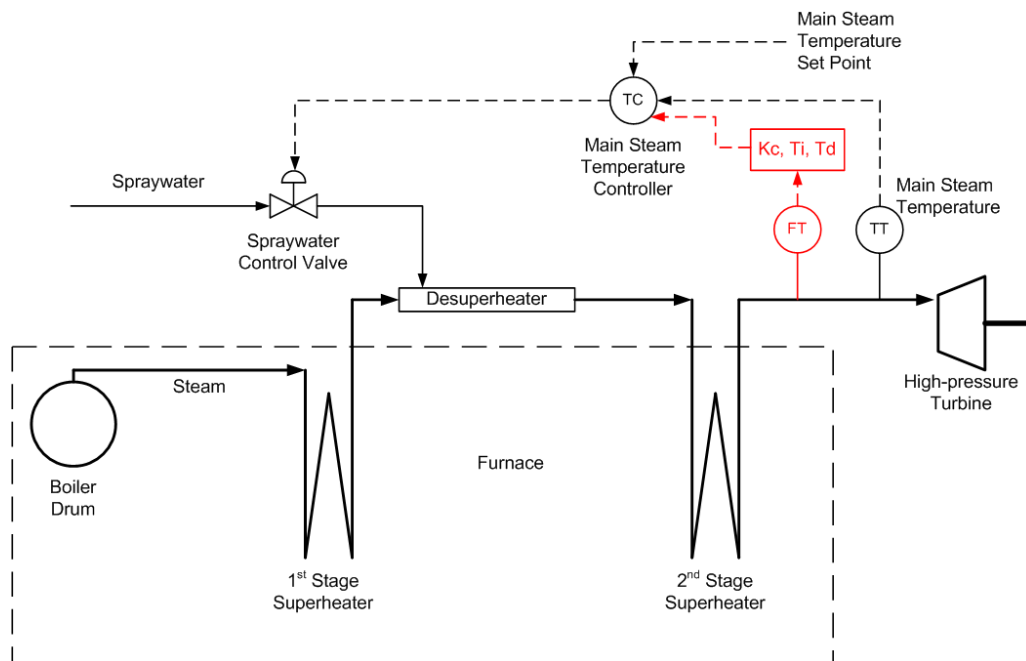 Main Steam
Temperature
Set Point
TC
Main Steam
Temperature
Controller
Kc, Ti, Td
Spraywater
Main Steam
Temperature
FT
TT
Spraywater
Control Valve
Desuperheater
Steam
High-pressure
Turbine
Furnace
Boiler
Drum
1st Stage
Superheater
2nd Stage
Superheater